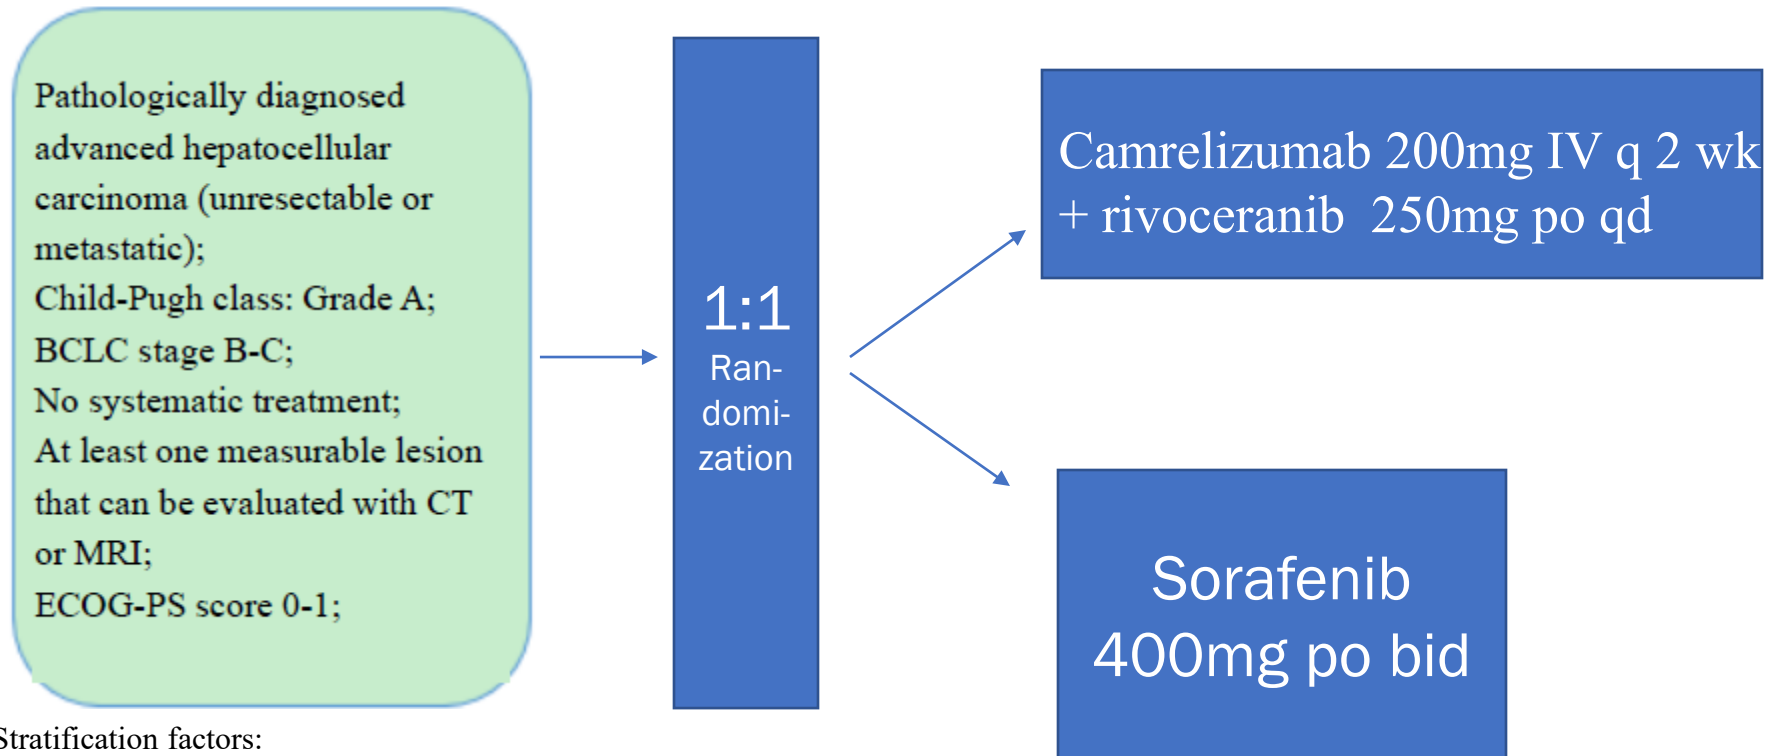 Pathologically diagnosed
advanced hepatocellular
carcinoma (unresectable or
metastatic);
Child-Pugh class: Grade A;
BCLC stage B-C;
No systematic treatment;
At least one measurable lesion
that can be evaluated with CT
or MRI;
ECOG-PS score 0-1;
1:1
Ran-
domi-
zation
Camrelizumab 200mg IV q 2 wk
+ rivoceranib 250mg po qd
Sorafenib
400mg po bid
Stratification factors: